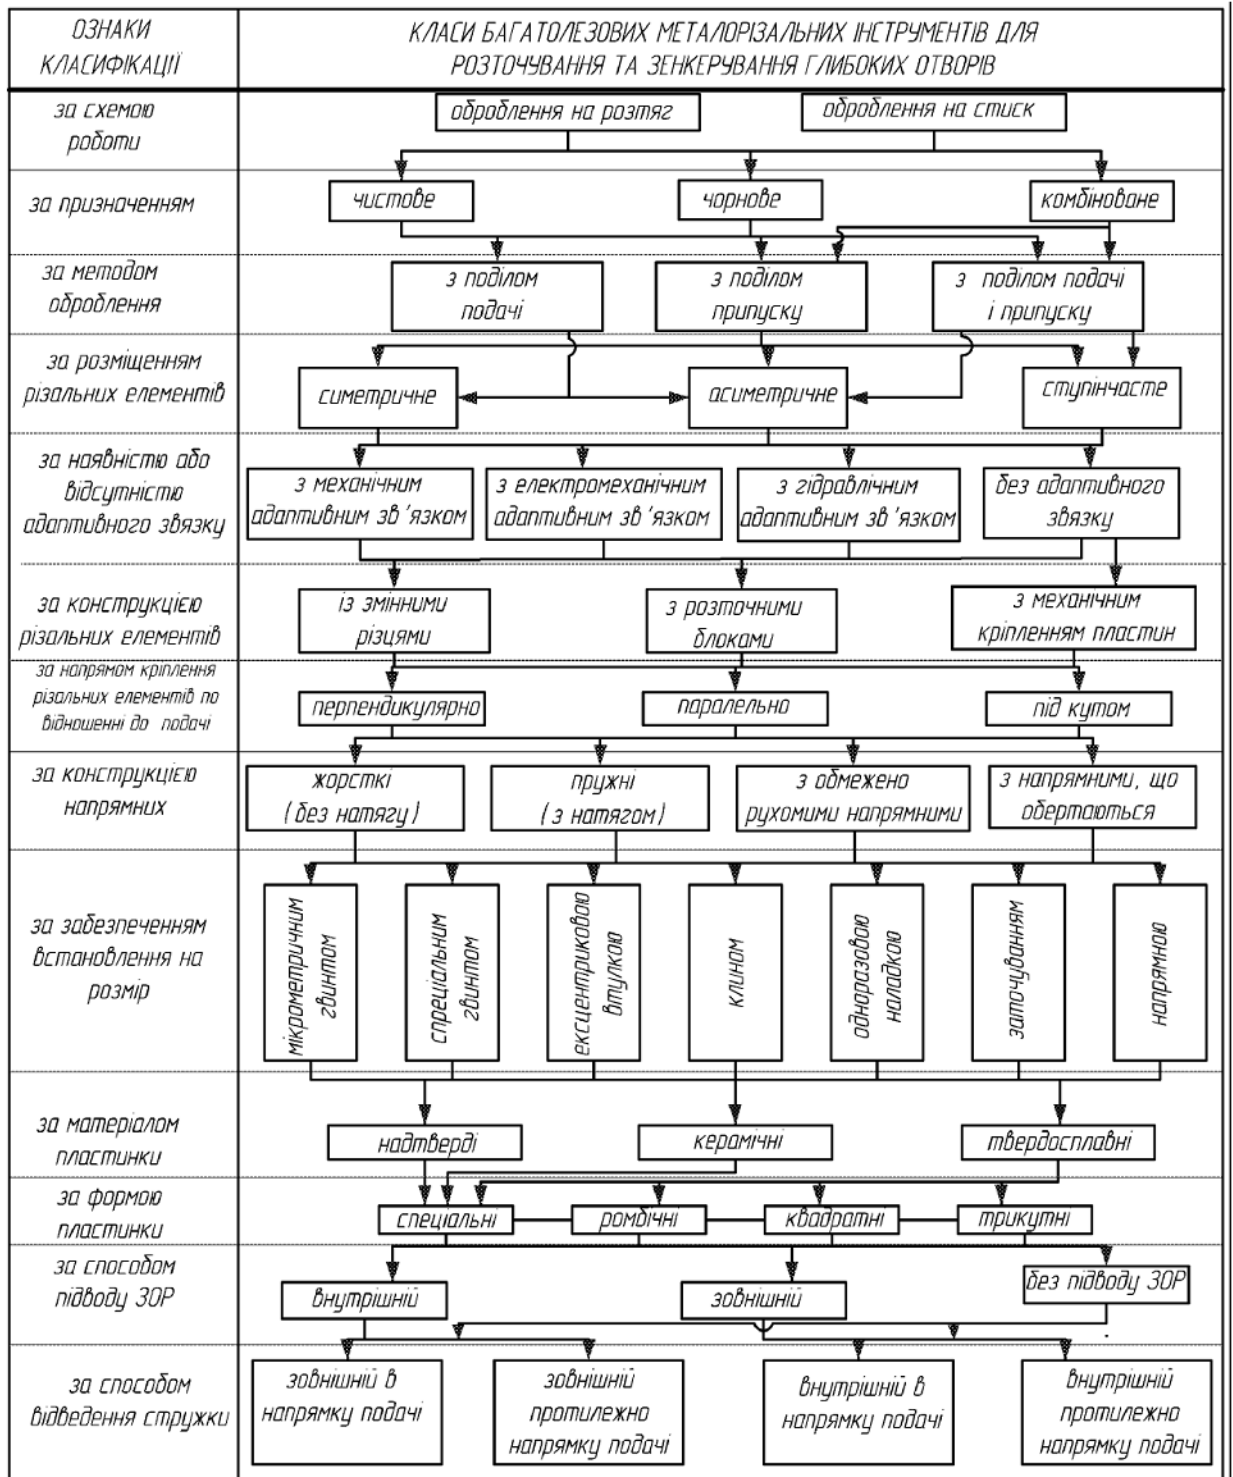 ОЗНАКИ
КЛАСИФІКАЦІЇ
КЛАСИ БАГАТОЛЕЗОВИХ МЕТАЛОРІЗАЛЬНИХ ІНСТРУМЕНТІВ ДЛЯ
РОЗТОЧУВАННЯ ТА ЗЕНКЕРУВАННЯ ГЛИБОКИХ ОТВОРІВ
за схемою
роботи
оброблення на розтяг
оброблення на стиск
за призначенням
чистове
чорнове
комбіноване
за методом
оброблення
з поділом
подачі
з поділом
припуску
з поділом подачі
і припуску
за розміщенням
різальних елементів
симетричне
асиметричне
ступінчасте
за наявністю або
відсутністю
адаптивного звязку
з механічним
адаптивним зв'язком
з електромеханічним
адаптивним зв'язком
з гідравлічним
адаптивним зв'язком
без адаптивного
звязку
за конструкцією
різальних елементів
із змінними
різцями
з розточними
блоками
з механічним
кріпленням пластин
за напрямом кріплення
різальних елементів по
відношенні до подачі
перпендикулярно
паралельно
під кутом
за конструкцією
напрямних
жорсткі
(без натягу)
пружні
(з натягом)
з обмежено
рухомими напрямними
з напрямними, що
обертаються
за забезпеченням
встановлення на
розмір
мікрометричним
гвинтом
спреціальним
гвинтом
ексцентриковою
втулкою
клином
одноразовою
наладкою
заточуванням
напрямною
за матеріалом
пластинки
надтверді
керамічні
твердосплавні
за формою
пластинки
спеціальні
ромбічні
квадратні
трикутні
за способом
підводу ЗОР
внутрішній
зовнішній
без підводу ЗОР
за способом
відведення стружки
зовнішній в
напрямку подачі
зовнішній
протилежно
напрямку подачі
внутрішній в
напрямку подачі
внутрішній
протилежно
напрямку подачі